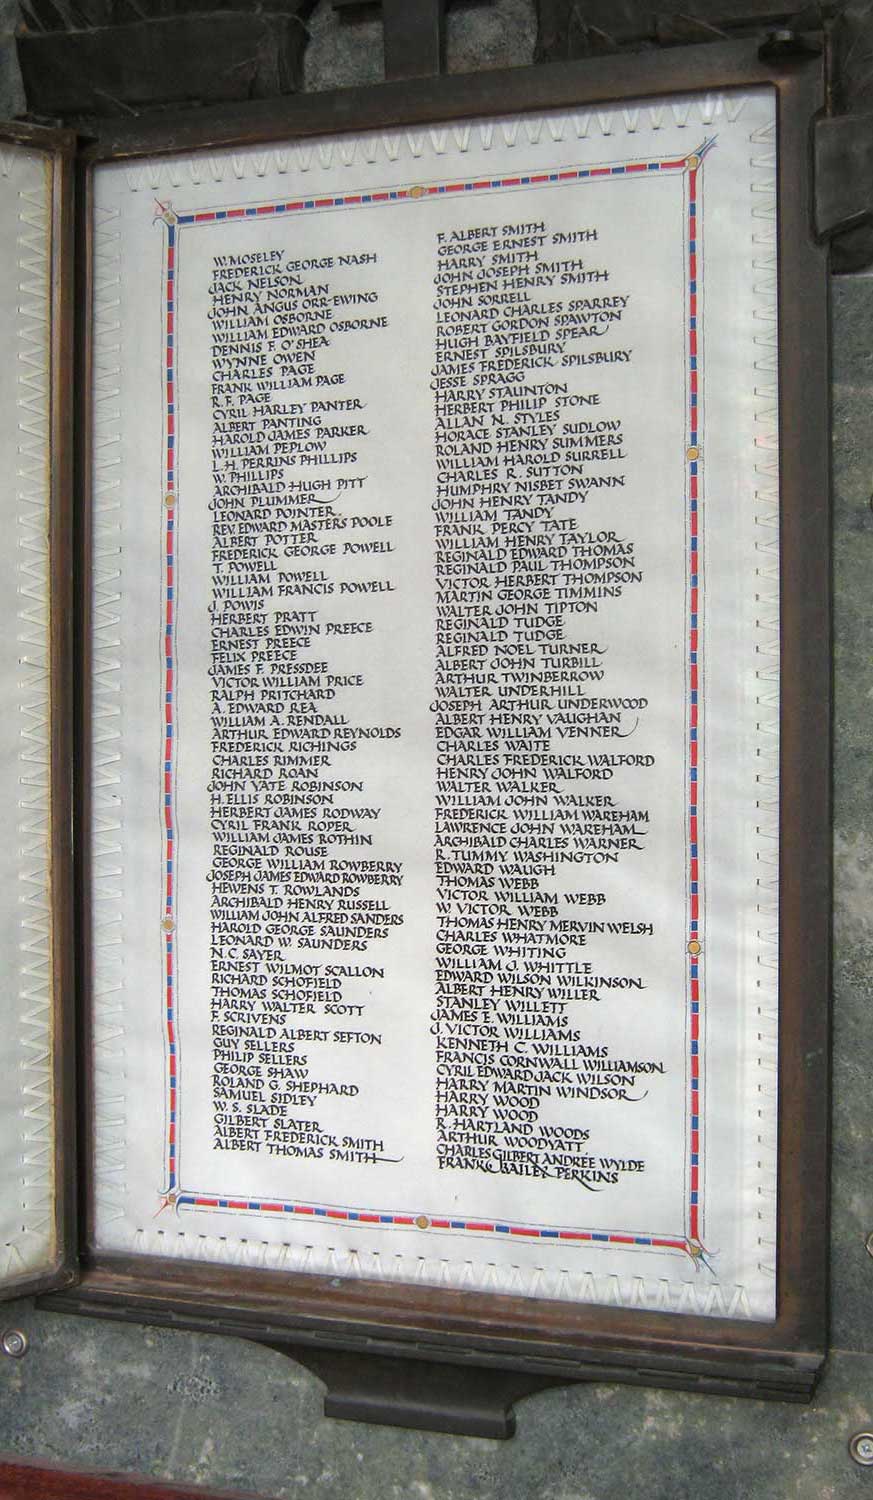 W. MOSELEY
FREDERICK GEORGE NASH
JACK NELSON
HENRY NORMAN
JOHN ANGUS ORR-EWING
WILLIAM OSBORNE
WILLIAM EDWARD OSBORNE
DENNIS F. O'SHEA
WYNNE OWEN
CHARLES PAGE
FRANK WILLIAM PAGE
R. F. PAGE
CYRIL HARLEY PANTER
ALBERT PANTING
HAROLD JAMES PARKER
WILLIAM PEPLOW
L. H. PERRINS PHILLIPS
W. PHILLIPS
ARCHIBALD HUGH PITT
JOHN PLUMMER
LEONARD POINTER
REV. EDWARD MASTERS POOLE
ALBERT POTTER
FREDERICK GEORGE POWELL
T. POWELL
WILLIAM POWELL
WILLIAM FRANCIS POWELL
J. POWIS
HERBERT PRATT
CHARLES EDWIN PREECE
ERNEST PREECE
FELIX PREECE
JAMES F. PRESSDEE
VICTOR WILLIAM PRICE
RALPH PRITCHARD
A. EDWARD REA
WILLIAM A. RENDALL
ARTHUR EDWARD REYNOLDS
FREDERICK RICHINGS
CHARLES RIMMER
RICHARD ROAN
JOHN YATE ROBINSON
H. ELLIS ROBINSON
HERBERT JAMES RODWAY
CYRIL FRANK ROPER
WILLIAM JAMES ROTHIN
REGINALD ROUSE
GEORGE WILLIAM ROWBERRY
JOSEPH JAMES EDWARD ROWBERRY
HEWENS T. ROWLANDS
ARCHIBALD HENRY RUSSELL
WILLIAM JOHN ALFRED SANDERS
HAROLD GEORGE SAUNDERS
LEONARD W. SAUNDERS
N. C. SAYER
ERNEST WILMOT SCALLON
RICHARD SCHOFIELD
THOMAS SCHOFIELD
HARRY WALTER SCOTT
F. SCRIVENS
REGINALD ALBERT SEFTON
GUY SELLERS
PHILIP SELLERS
GEORGE SHAW
ROLAND G. SHEPHARD
SAMUEL SIDLEY
W. S. SLADE
GILBERT SLATER
ALBERT FREDERICK SMITH
ALBERT THOMAS SMITH
F. ALBERT SMITH
GEORGE ERNEST SMITH
HARRY SMITH
JOHN JOSEPH SMITH
STEPHEN HENRY SMITH
JOHN SORRELL
LEONARD CHARLES SPARREY
ROBERT GORDON SPAWTON
HUGH BAYFIELD SPEAR
ERNEST SPILSBURY
JAMES FREDERICK SPILSBURY
JESSE SPRAGG
HARRY STAUNTON
HERBERT PHILIP STONE
ALLAN N. STYLES
HORACE STANLEY SUDLOW
ROLAND HENRY SUMMERS
WILLIAM HAROLD SURRELL
CHARLES R. SUTTON
HUMPHRY NISBET SWANN
JOHN HENRY TANDY
WILLIAM TANDY
FRANK PERCY TATE
WILLIAM HENRY TAYLOR
REGINALD EDWARD THOMAS
REGINALD PAUL THOMPSON
VICTOR HERBERT THOMPSON
MARTIN GEORGE TIMMINS
WALTER JOHN TIPTON
REGINALD TUDGE
REGINALD TUDGE
ALFRED NOEL TURNER
ALBERT JOHN TURBILL
ARTHUR TWINBERROW
WALTER UNDERHILL
JOSEPH ARTHUR UNDERWOOD
ALBERT HENRY VAUGHAN
EDGAR WILLIAM VENNER
CHARLES WAITE
CHARLES FREDERICK WALFORD
HENRY JOHN WALFORD
WALTER WALKER
WILLIAM JOHN WALKER
FREDERICK WILLIAM WAREHAM
LAWRENCE JOHN WAREHAM
ARCHIBALD CHARLES WARNER
R. TUMMY WASHINGTON
EDWARD WAUGH
THOMAS WEBB
VICTOR WILLIAM WEBB
W. VICTOR WEBB
THOMAS HENRY MERVIN WELSH
CHARLES WHATMORE
GEORGE WHITING
WILLIAM J. WHITTLE
EDWARD WILSON WILKINSON
ALBERT HENRY WILLER
STANLEY WILLETT
JAMES E. WILLIAMS
J. VICTOR WILLIAMS
KENNETH C. WILLIAMS
FRANCIS CORNWALL WILLIAMSON
CYRIL EDWARD JACK WILSON
HARRY MARTIN WINDSOR
HARRY WOOD
HARRY WOOD
R. HARTLAND WOODS
ARTHUR WOODYATT
CHARLES GILBERT ANDREE WYLDE
FRANK BAILEY PERKINS